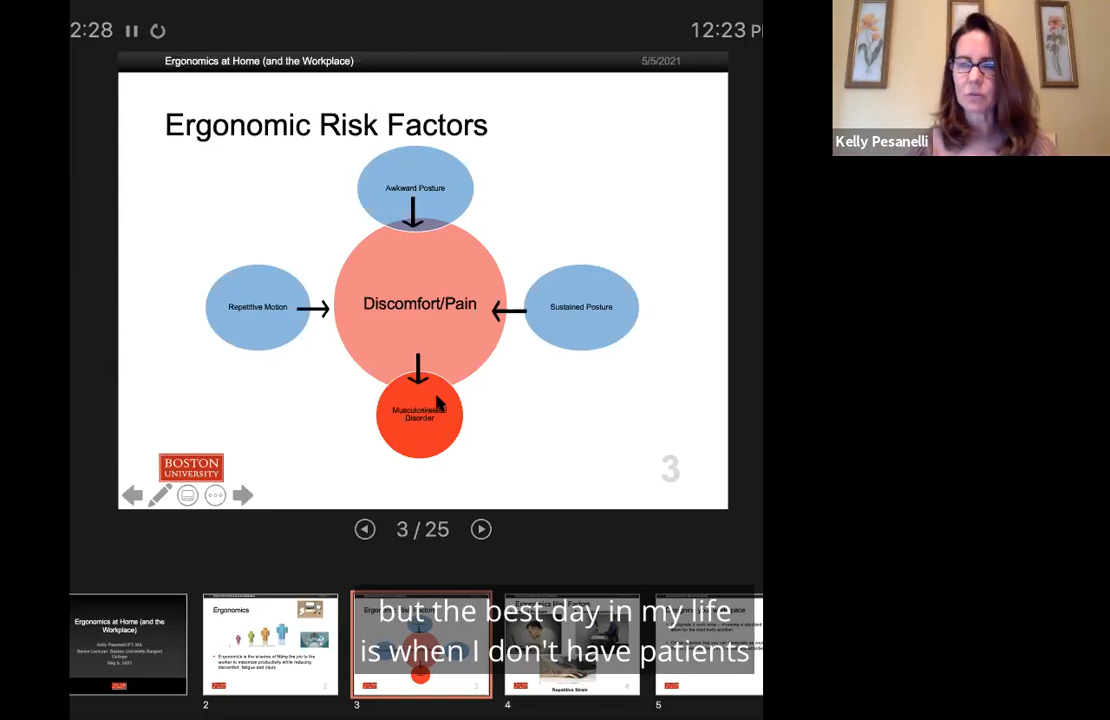 2:28
12:23 P
Ergonomics at Home (and the Workplace)
5/5/2021
Ergonomic Risk Factors
Awkward Posture
Repetitive Motion
Discomfort/Pain
Sustained Posture
Musculoskeletal
Disorder
BOSTON
UNIVERSITY
3
3 / 25
Kelly Pesanelli
Ergonomics at Home (and the
Workplace)
Ergonomics
2
3
Repetitive Strain
4
5
but the best day in my life
is when I don't have patients